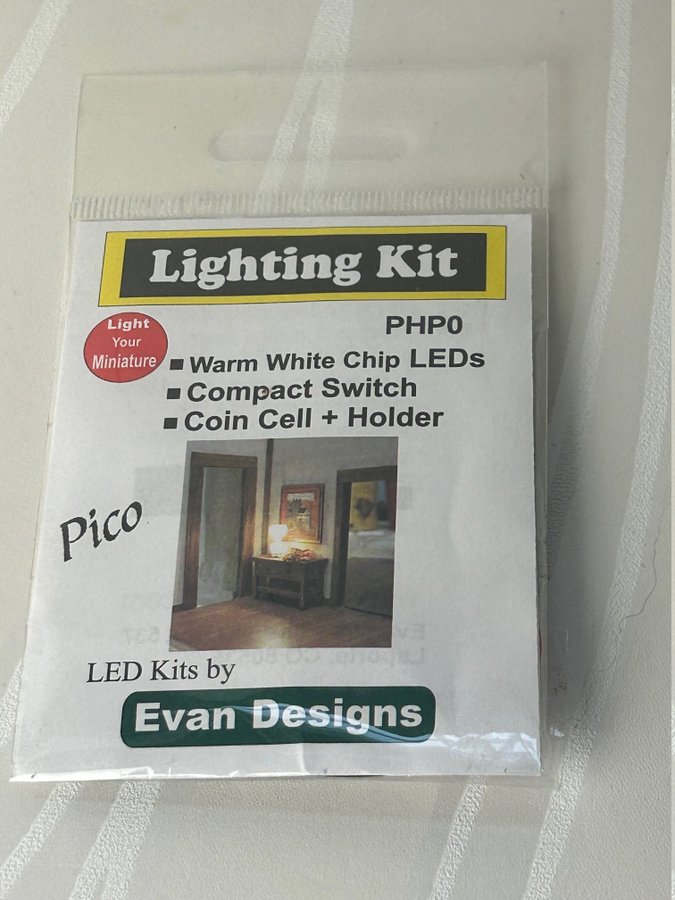 Lighting Kit
PHP0
Light
Your
Miniature
■ Warm White Chip LEDs
■ Compact Switch
■ Coin Cell + Holder
Pico
LED Kits by
Evan Designs